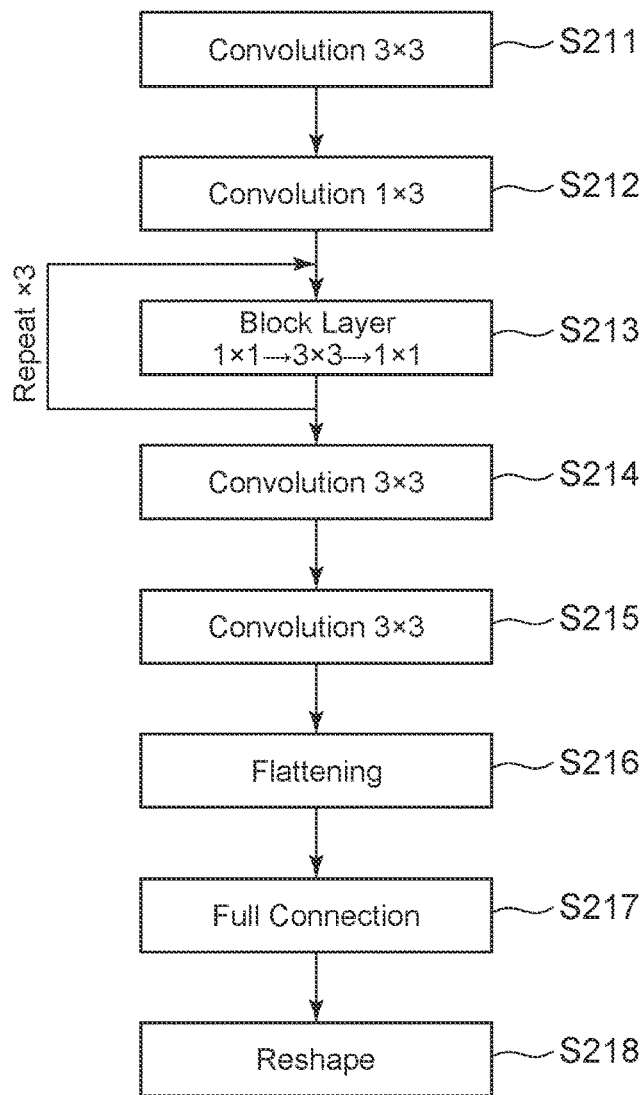 Convolution 3×3
S211
Convolution 1×3
S212
Repeat ×3
Block Layer
1×1→3×3→1×1
S213
Convolution 3×3
S214
Convolution 3×3
S215
Flattening
S216
Full Connection
S217
Reshape
S218